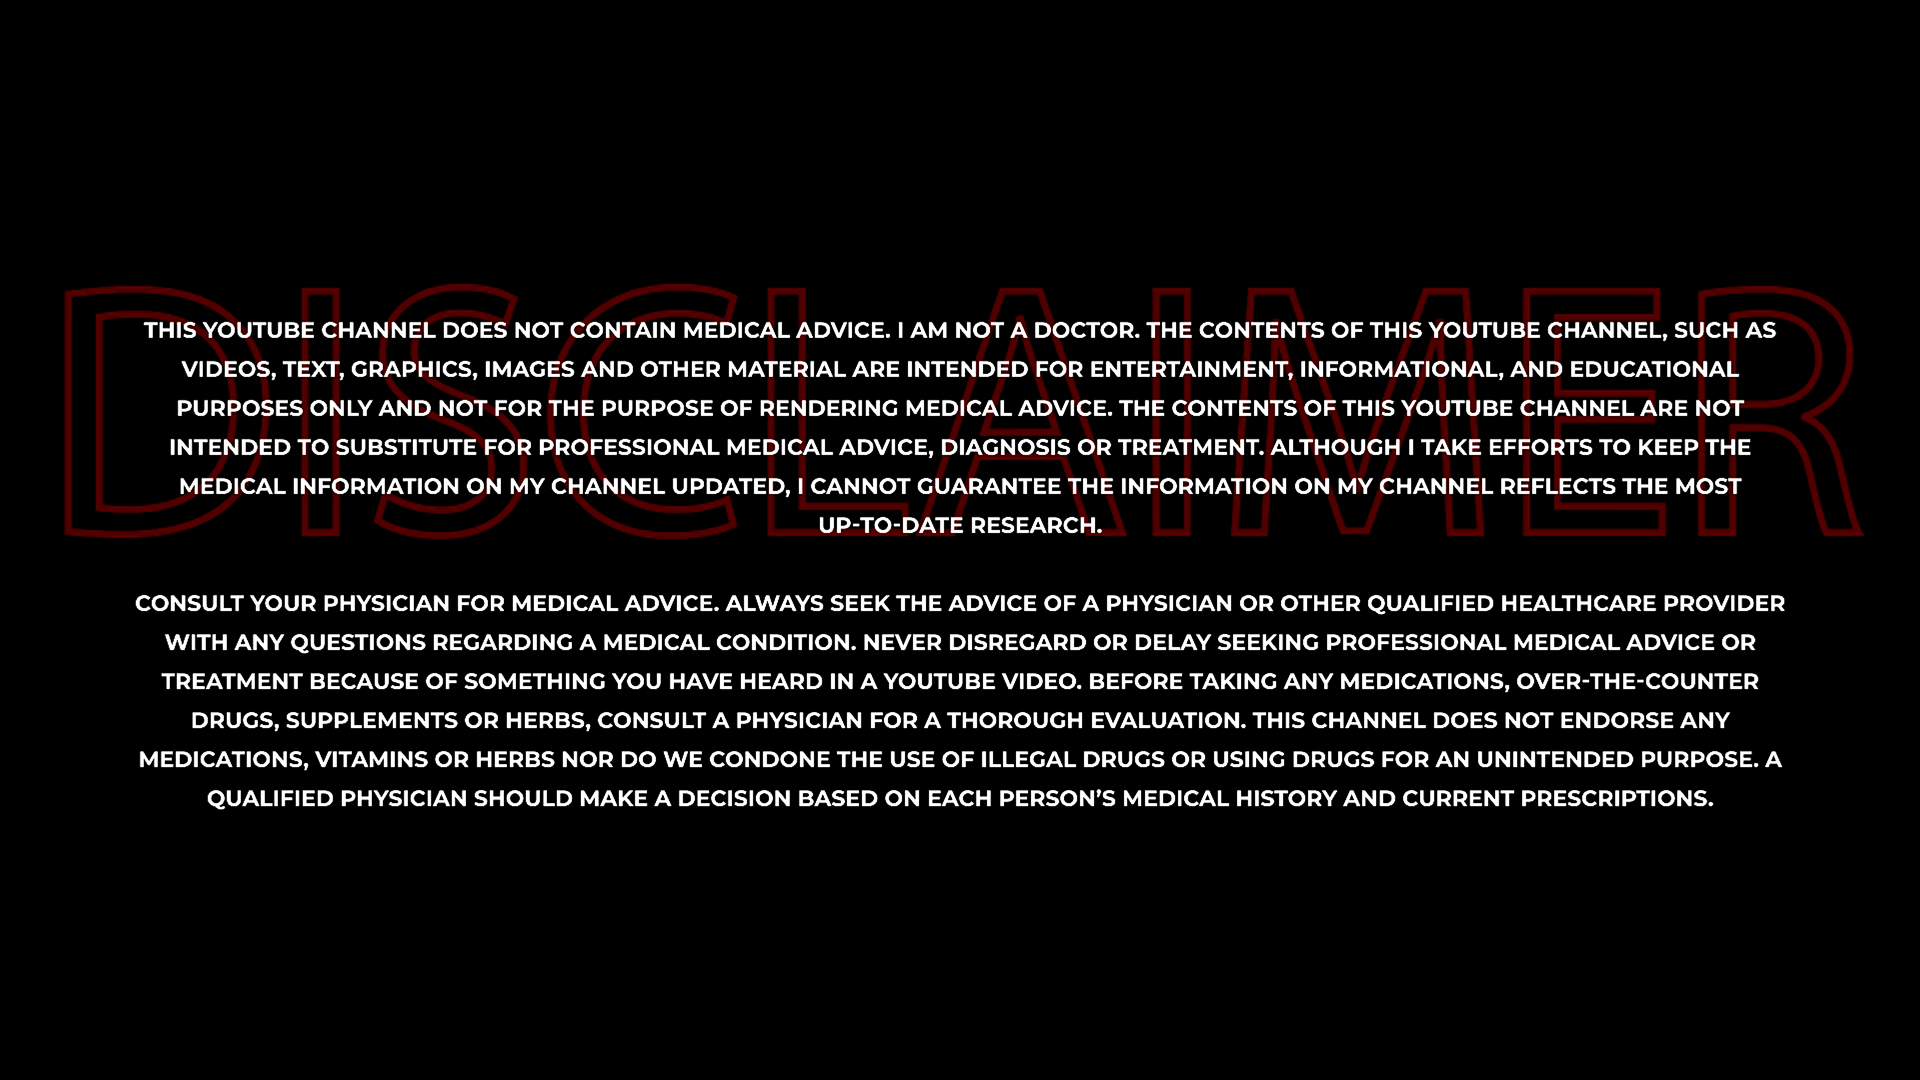 DISCLAIMER
THIS YOUTUBE CHANNEL DOES NOT CONTAIN MEDICAL ADVICE. I AM NOT A DOCTOR. THE CONTENTS OF THIS YOUTUBE CHANNEL, SUCH AS
VIDEOS, TEXT, GRAPHICS, IMAGES AND OTHER MATERIAL ARE INTENDED FOR ENTERTAINMENT, INFORMATIONAL, AND EDUCATIONAL
PURPOSES ONLY AND NOT FOR THE PURPOSE OF RENDERING MEDICAL ADVICE. THE CONTENTS OF THIS YOUTUBE CHANNEL ARE NOT
INTENDED TO SUBSTITUTE FOR PROFESSIONAL MEDICAL ADVICE, DIAGNOSIS OR TREATMENT. ALTHOUGH I TAKE EFFORTS TO KEEP THE
MEDICAL INFORMATION ON MY CHANNEL UPDATED, I CANNOT GUARANTEE THE INFORMATION ON MY CHANNEL REFLECTS THE MOST
UP-TO-DATE RESEARCH.
CONSULT YOUR PHYSICIAN FOR MEDICAL ADVICE. ALWAYS SEEK THE ADVICE OF A PHYSICIAN OR OTHER QUALIFIED HEALTHCARE PROVIDER
WITH ANY QUESTIONS REGARDING A MEDICAL CONDITION. NEVER DISREGARD OR DELAY SEEKING PROFESSIONAL MEDICAL ADVICE OR
TREATMENT BECAUSE OF SOMETHING YOU HAVE HEARD IN A YOUTUBE VIDEO. BEFORE TAKING ANY MEDICATIONS, OVER-THE-COUNTER
DRUGS, SUPPLEMENTS OR HERBS, CONSULT A PHYSICIAN FOR A THOROUGH EVALUATION. THIS CHANNEL DOES NOT ENDORSE ANY
MEDICATIONS, VITAMINS OR HERBS NOR DO WE CONDONE THE USE OF ILLEGAL DRUGS OR USING DRUGS FOR AN UNINTENDED PURPOSE. A
QUALIFIED PHYSICIAN SHOULD MAKE A DECISION BASED ON EACH PERSON’S MEDICAL HISTORY AND CURRENT PRESCRIPTIONS.